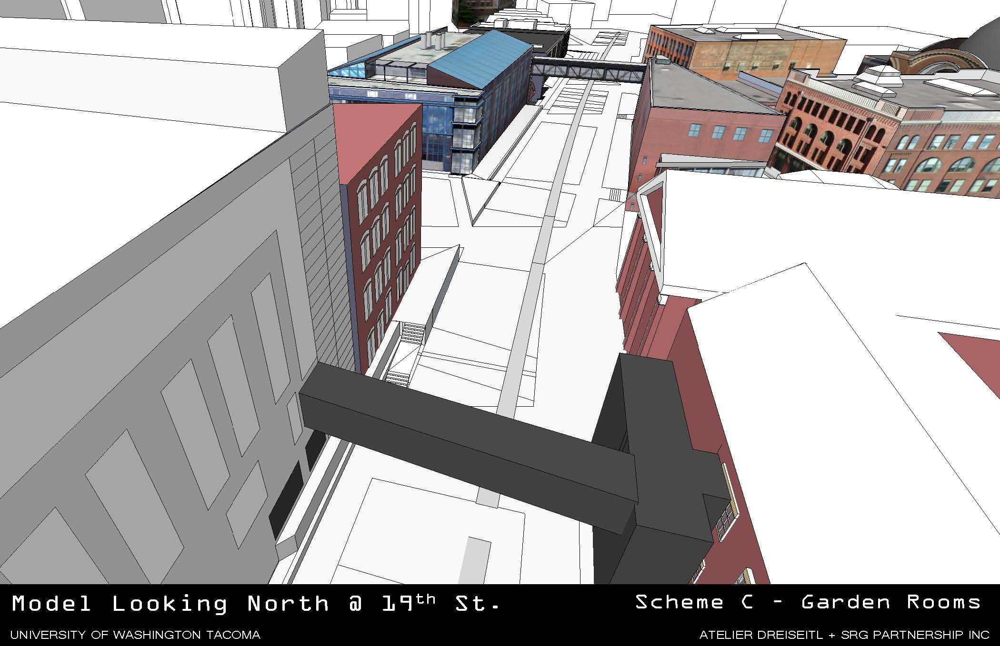 Model Looking North @ 19th St.
Scheme C - Garden Rooms
UNIVERSITY OF WASHINGTON TACOMA
ATELIER DREISEITL + SRG PARTNERSHIP INC